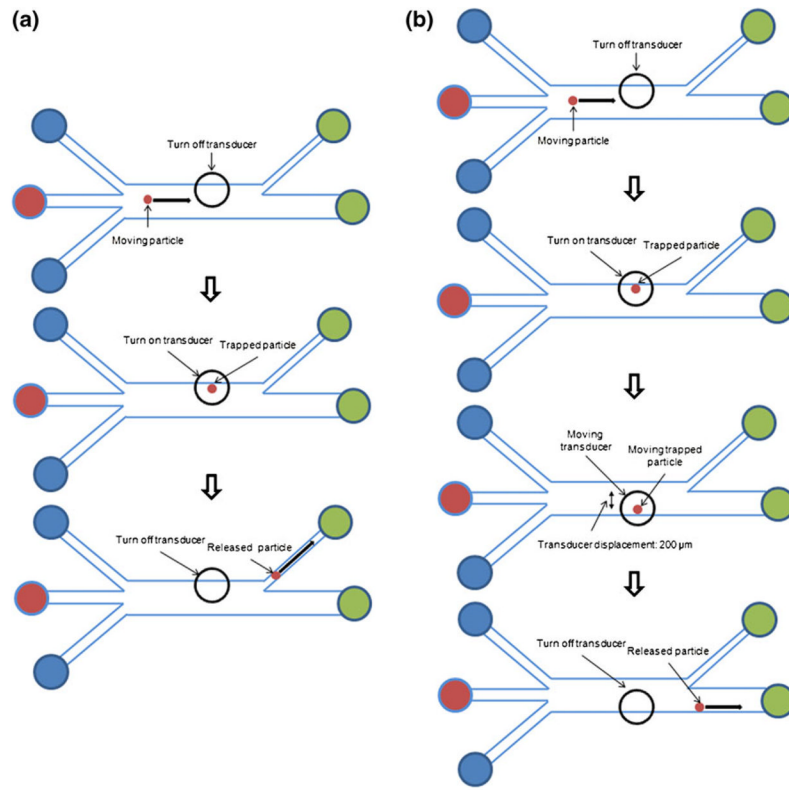 (a)
Turn off transducer
Moving particle
Turn on transducer
Trapped particle
Turn off transducer
Released particle
(b)
Turn off transducer
Moving particle
Turn on transducer
Trapped particle
Moving
transducer
Moving trapped
particle
Transducer displacement: 200 µm
Turn off transducer
Released particle